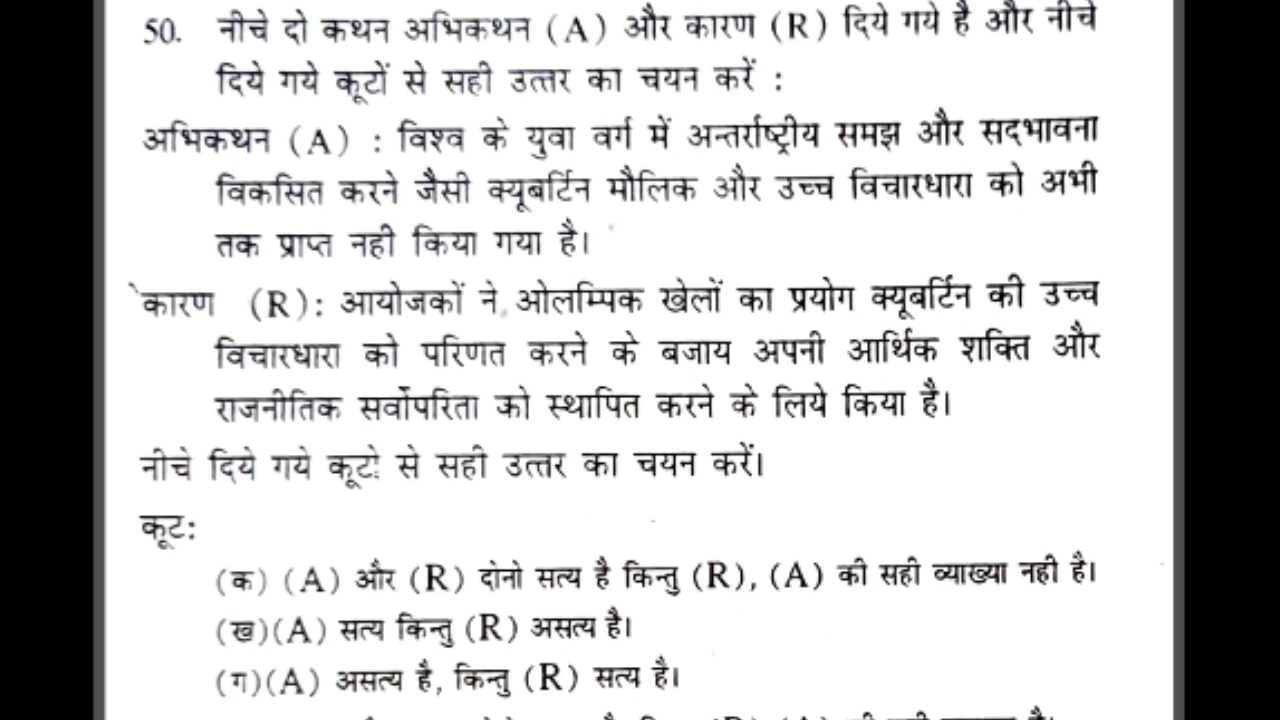 50. नीचे दो कथन अभिकथन (A) और कारण (R) दिये गये है और नीचे
दिये गये कूटों से सही उत्तर का चयन करें :
अभिकथन (A) : विश्व के युवा वर्ग में अन्तर्राष्ट्रीय समझ और सदभावना
विकसित करने जैसी क्यूबर्टिन मौलिक और उच्च विचारधारा को अभी
तक प्राप्त नही किया गया है।
कारण (R): आयोजकों ने ओलम्पिक खेलों का प्रयोग क्यूबर्टिन की उच्च
विचारधारा को परिणत करने के बजाय अपनी आर्थिक शक्ति और
राजनीतिक सर्वोपरिता को स्थापित करने के लिये किया है।
नीचे दिये गये कूटो से सही उत्तर का चयन करें।
कूट:
(क) (A) और (R) दोनो सत्य है किन्तु (R), (A) की सही व्याख्या नही है।
(ख)(A) सत्य किन्तु (R) असत्य है।
(ग)(A) असत्य है, किन्तु (R) सत्य है।